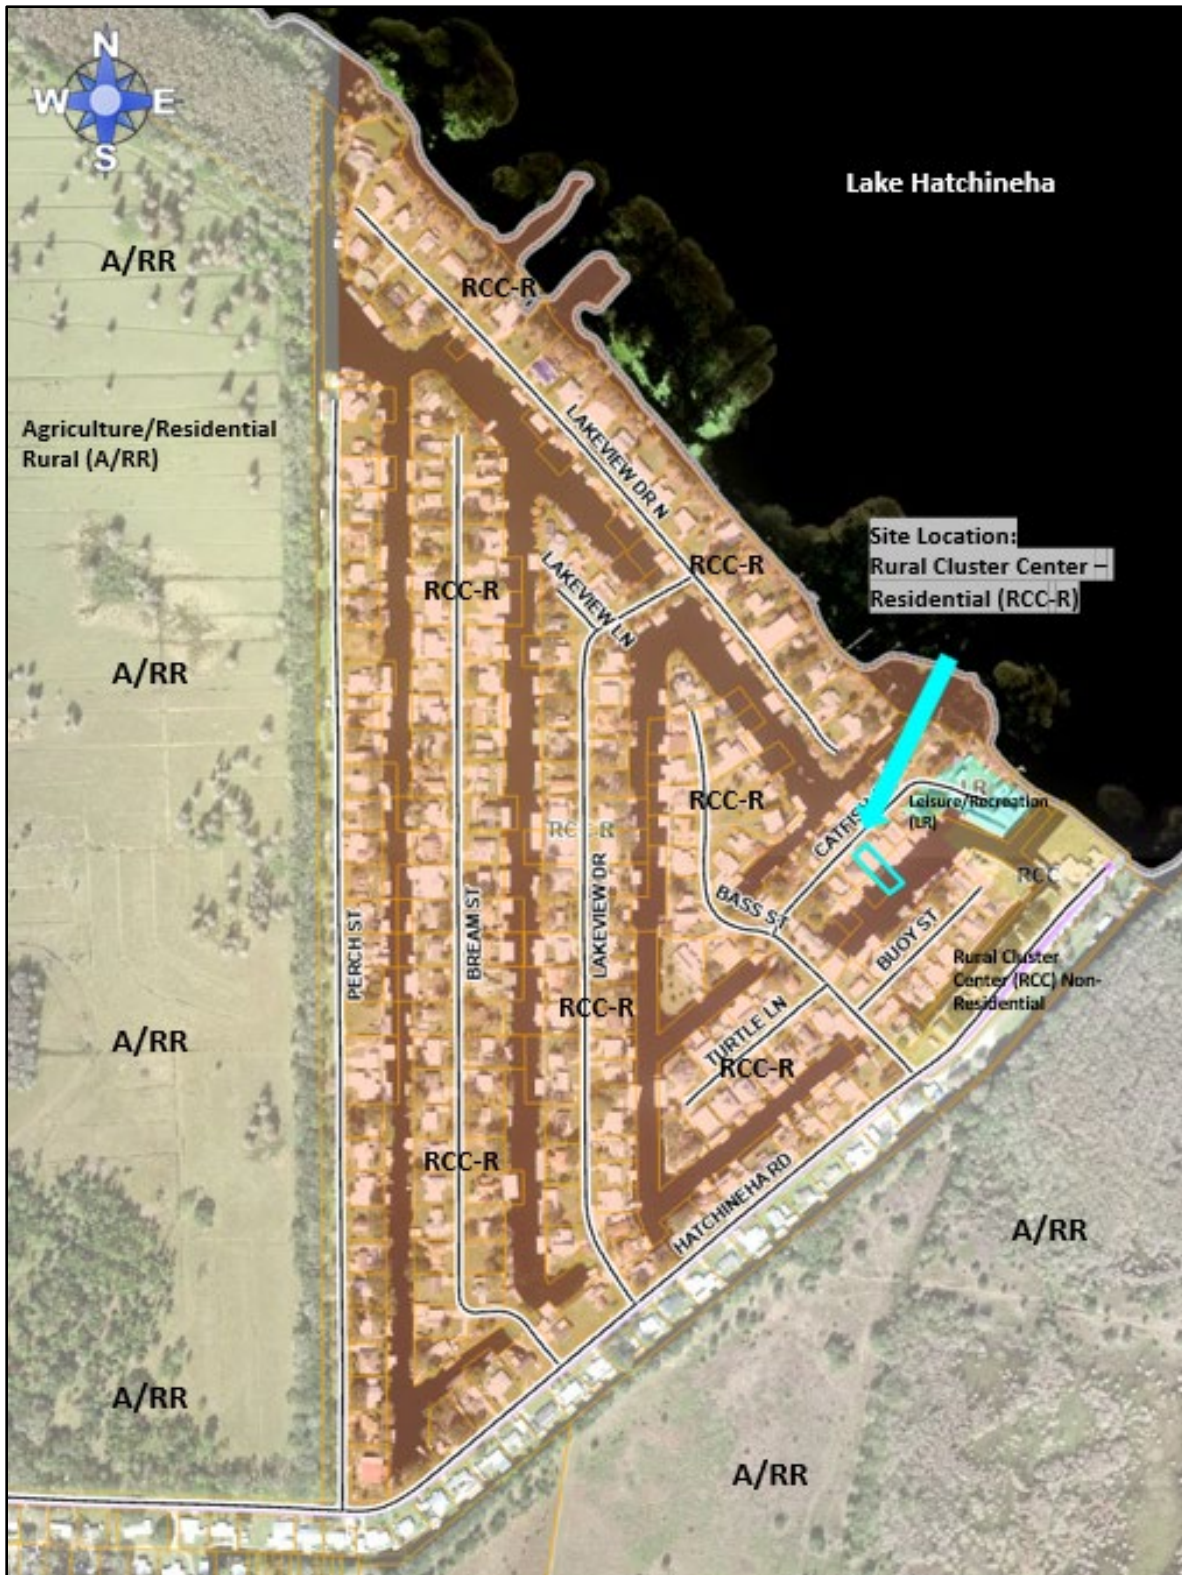 N
W E
S
Lake Hatchineha
A/RR
RCC-R
Agriculture/Residential
Rural (A/RR)
LAKEVIEW DR N
Site Location:
Rural Cluster Center –
Residential (RCC-R)
RCC-R
LAKEVIEW LN
RCC-R
A/RR
LR
Leisure/Recreation
(LR)
RCC-R
RCC-R
RCC
BASS ST
BUOY ST
PERCH ST
BREAM ST
LAKEVIEW DR
Rural Cluster
Center (RCC) Non-
Residential
RCC-R
TURTLE LN
A/RR
RCC-R
RCC-R
HATCHINEHA RD
A/RR
A/RR
A/RR